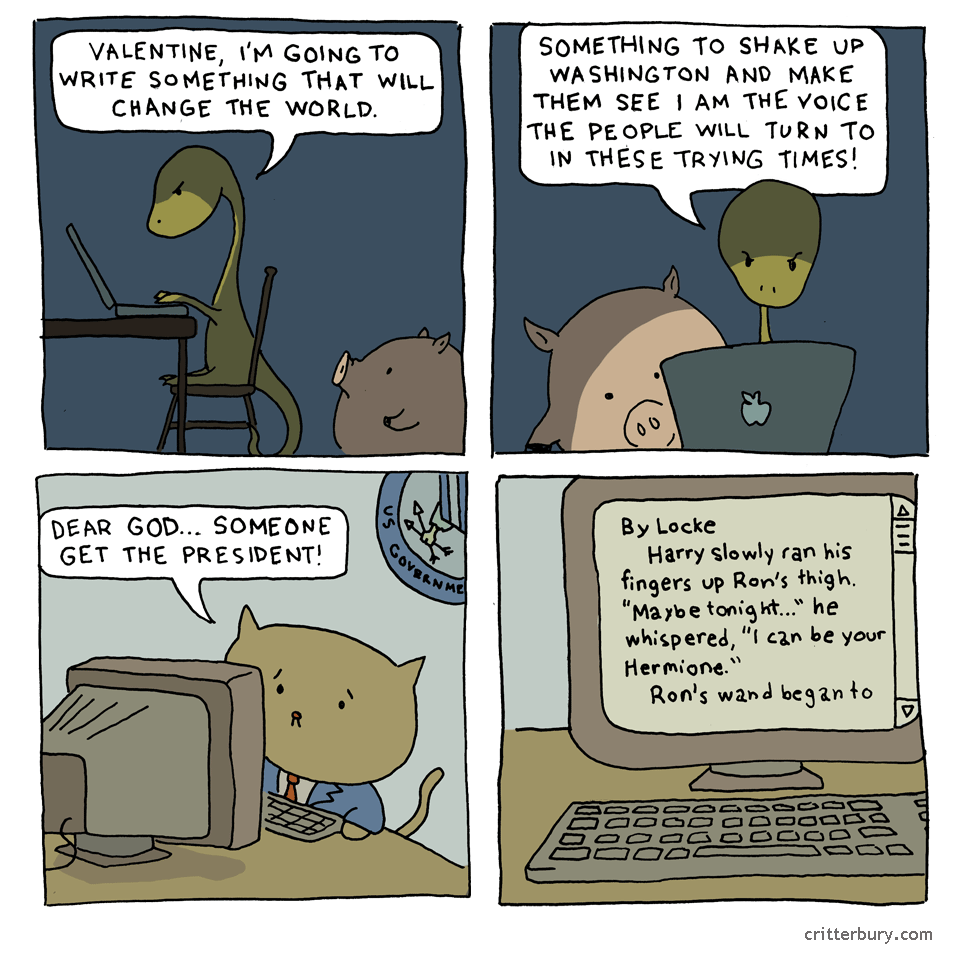 VALENTINE, I'M GOING TO
WRITE SOMETHING THAT WILL
CHANGE THE WORLD.
SOMETHING TO SHAKE UP
WASHINGTON AND MAKE
THEM SEE I AM THE VOICE
THE PEOPLE WILL TURN TO
IN THESE TRYING TIMES!
DEAR GOD... SOMEONE
GET THE PRESIDENT!
US GOVERNME
By Locke
Harry slowly ran his
fingers up Ron's thigh.
"Maybe tonight..." he
whispered, "I can be your
Hermione."
Ron's wand began to
critterbury.com